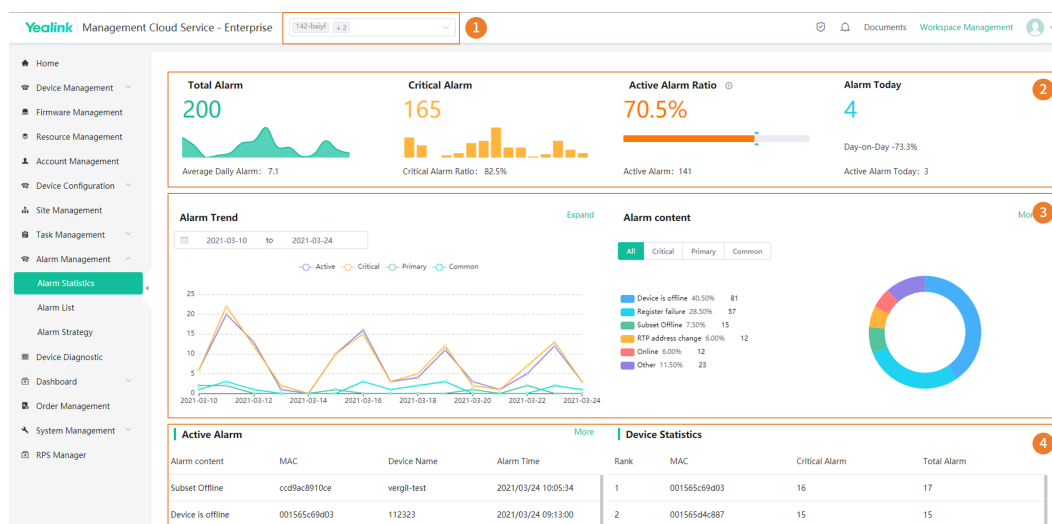 Yealink Management Cloud Service - Enterprise
142-baiyf + 2
1
Documents
Workspace Management
Home
Device Management
Firmware Management
Resource Management
Account Management
Device Configuration
Site Management
Task Management
Alarm Management
Alarm Statistics
Alarm List
Alarm Strategy
Device Diagnostic
Dashboard
Order Management
System Management
RPS Manager
2
Total Alarm
200
Average Daily Alarm: 7.1
Critical Alarm
165
Critical Alarm Ratio: 82.5%
Active Alarm Ratio
70.5%
Active Alarm: 141
Alarm Today
4
Day-on-Day -73.3%
Active Alarm Today: 3
3
Alarm Trend
Expand
2021-03-10 to 2021-03-24
Active Critical Primary Common
25
20
15
10
5
0
2021-03-10 2021-03-12 2021-03-14 2021-03-16 2021-03-18 2021-03-20 2021-03-22 2021-03-24
Alarm content
All Critical Primary Common
Device is offline 40.50% 81
Register failure 28.50% 57
Subset Offline 7.50% 15
RTP address change 6.00% 12
Online 6.00% 12
Other 11.50% 23
4
Active Alarm
More
Alarm content MAC Device Name Alarm Time
Subset Offline ccd9ac8910ce vergil-test 2021/03/24 10:05:34
Device is offline 001565c69d03 112323 2021/03/24 09:13:00
Device Statistics
Rank MAC Critical Alarm Total Alarm
1 001565c69d03 16 17
2 001565d4c887 15 15